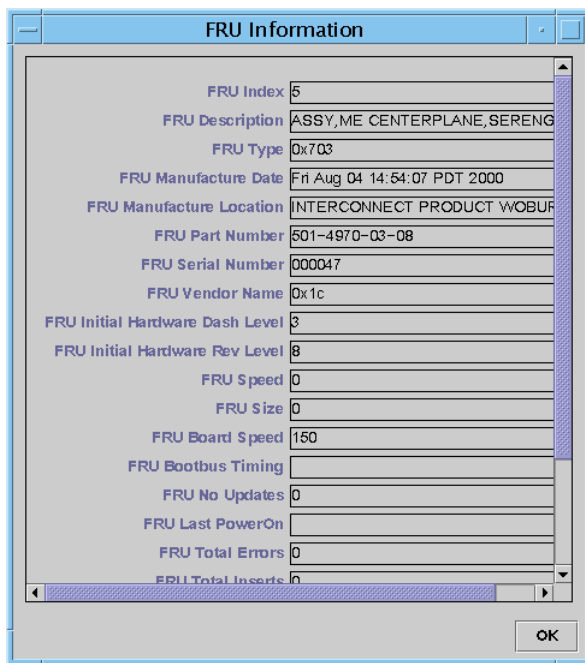 FRU Information
FRU Index 5
FRU Description ASSY,ME CENTERPLANE,SERENG
FRU Type 0x703
FRU Manufacture Date Fri Aug 04 14:54:07 PDT 2000
FRU Manufacture Location INTERCONNECT PRODUCT WOBUR
FRU Part Number 501-4970-03-08
FRU Serial Number 000047
FRU Vendor Name 0x1c
FRU Initial Hardware Dash Level 3
FRU Initial Hardware Rev Level 8
FRU Speed 0
FRU Size 0
FRU Board Speed 150
FRU Bootbus Timing
FRU No Updates 0
FRU Last PowerOn
FRU Total Errors 0
FRU Total Inserts 0
OK